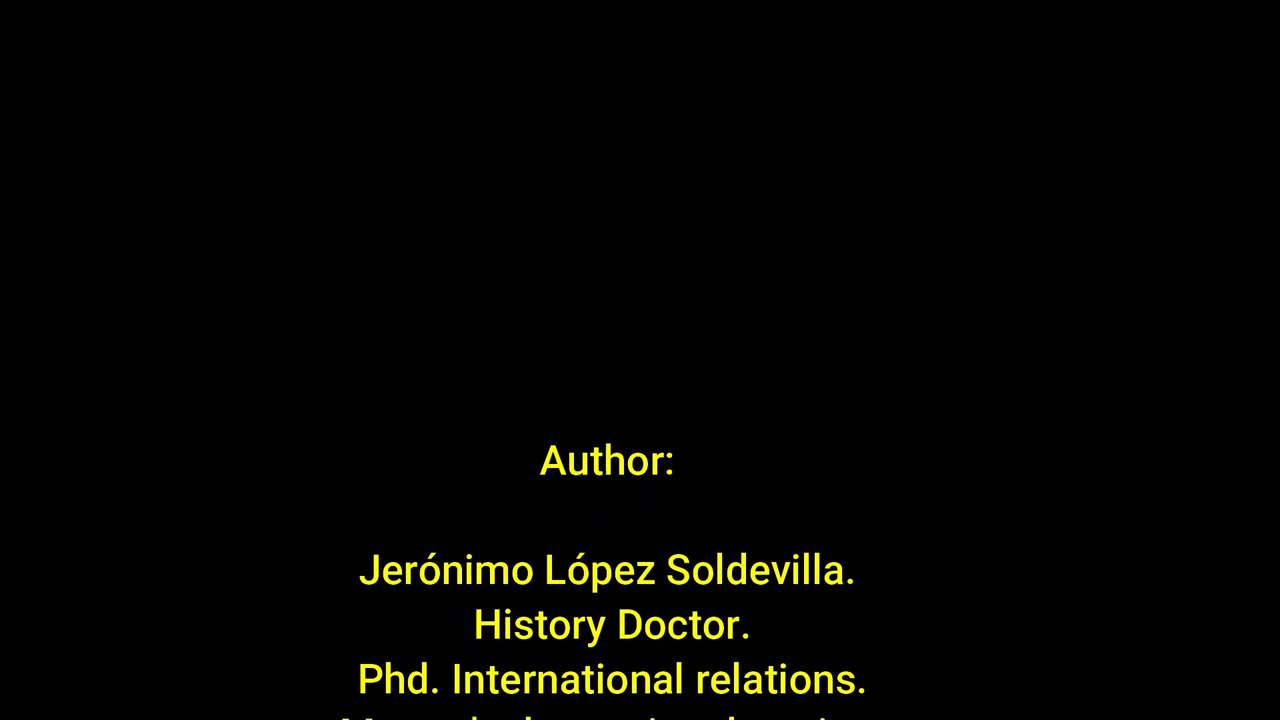 Author:
Jerónimo López Soldevilla.
History Doctor.
Phd. International relations.